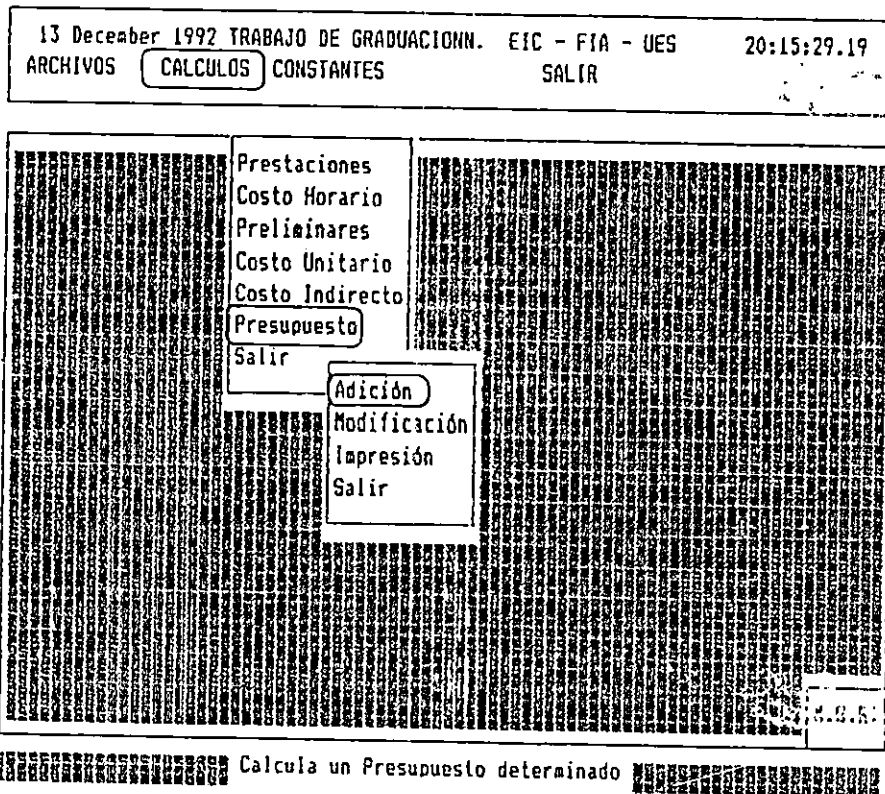 13 December 1992 TRABAJO DE GRADUACIONN. EIC - FIA - UES 20:15:29.19
ARCHIVOS CALCULOS CONSTANTES SALIR
Prestaciones
Costo Horario
Preliminares
Costo Unitario
Costo Indirecto
Presupuesto
Salir
Adición
Modificación
Impresión
Salir
Calcula un Presupuesto determinado